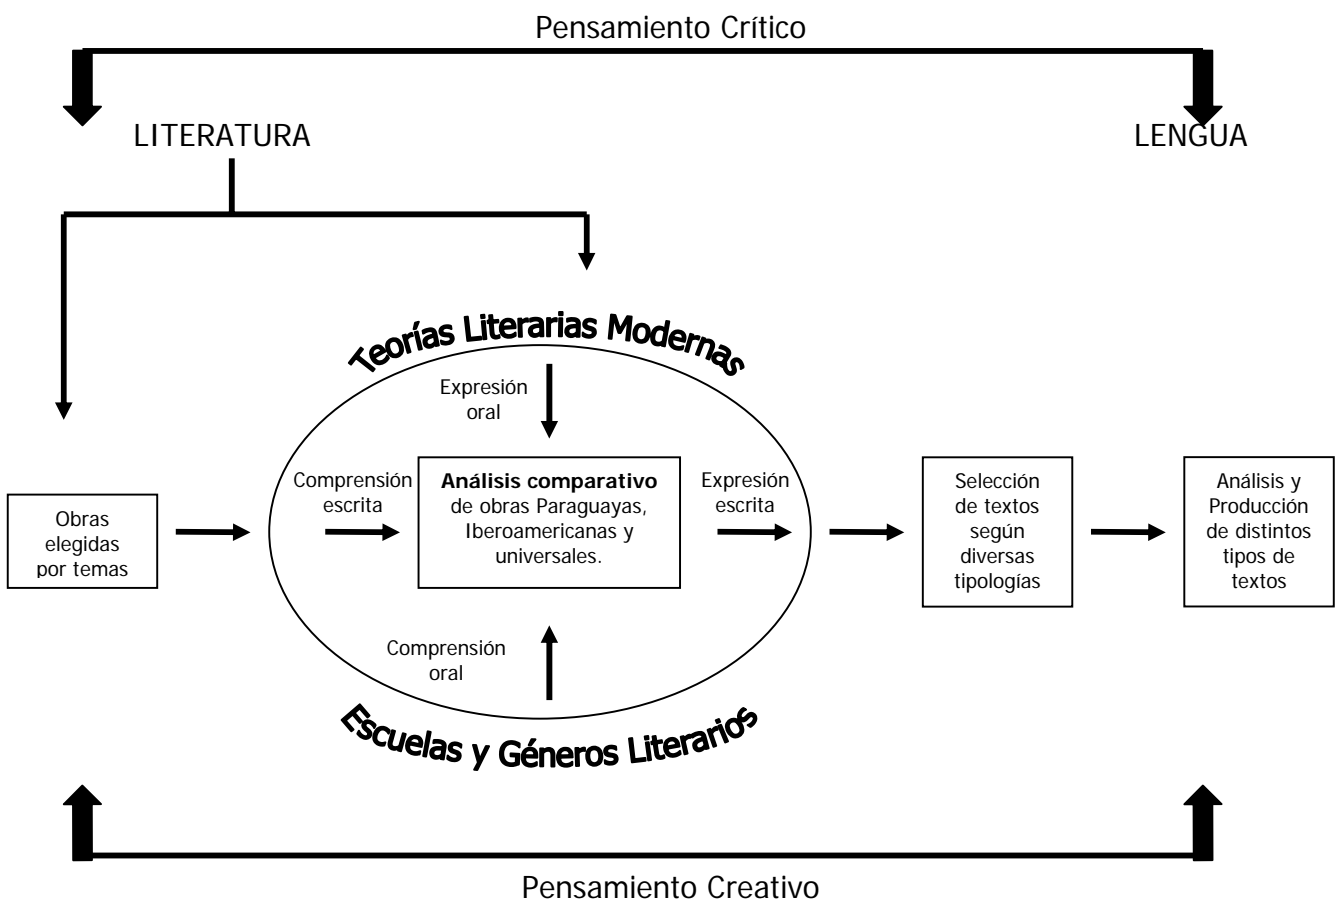 Pensamiento Crítico
LITERATURA
LENGUA
Teorías Literarias Modernas
Expresión
oral
Comprensión
escrita
Análisis comparativo
de obras Paraguayas,
Iberoamericanas y
universales.
Expresión
escrita
Comprensión
oral
Escuelas y Géneros Literarios
Obras
elegidas
por temas
Selección
de textos
según
diversas
tipologías
Análisis y
Producción
de distintos
tipos de
textos
Pensamiento Creativo